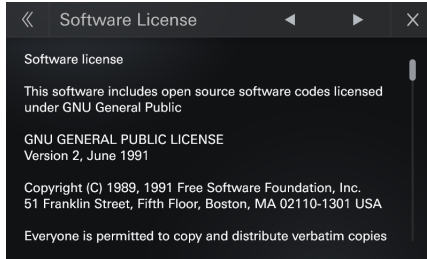 Software License
Software license
This software includes open source software codes licensed
under GNU General Public
GNU GENERAL PUBLIC LICENSE
Version 2, June 1991
Copyright (C) 1989, 1991 Free Software Foundation, Inc.
51 Franklin Street, Fifth Floor, Boston, MA 02110-1301 USA
Everyone is permitted to copy and distribute verbatim copies